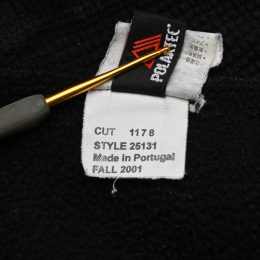 POLARTEC
CUT 1178
STYLE 25131
Made in Portugal
FALL 2001